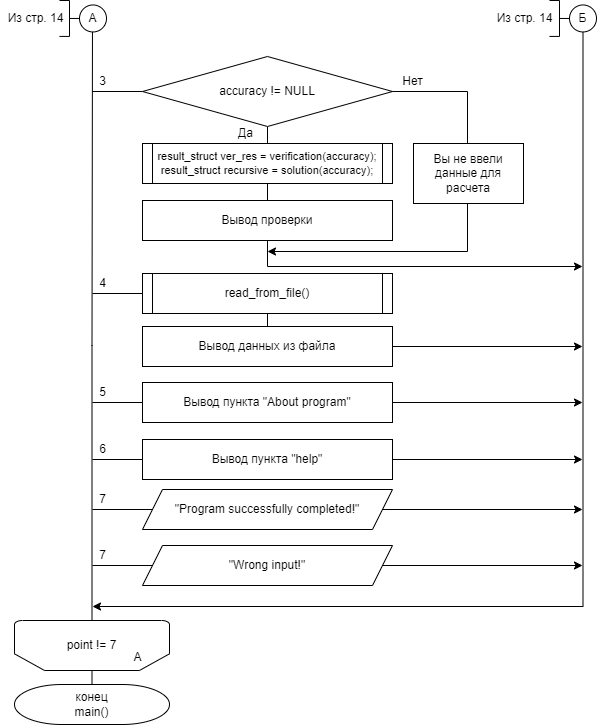 Из стр. 14
А
Из стр. 14
Б
3
accuracy != NULL
Нет
Да
result_struct ver_res = verification(accuracy);
result_struct recursive = solution(accuracy);
Вы не ввели
данные для
расчета
Вывод проверки
4
read_from_file()
Вывод данных из файла
5
Вывод пункта "About program"
6
Вывод пункта "help"
7
"Program successfully completed!"
7
"Wrong input!"
point != 7
А
конец
main()